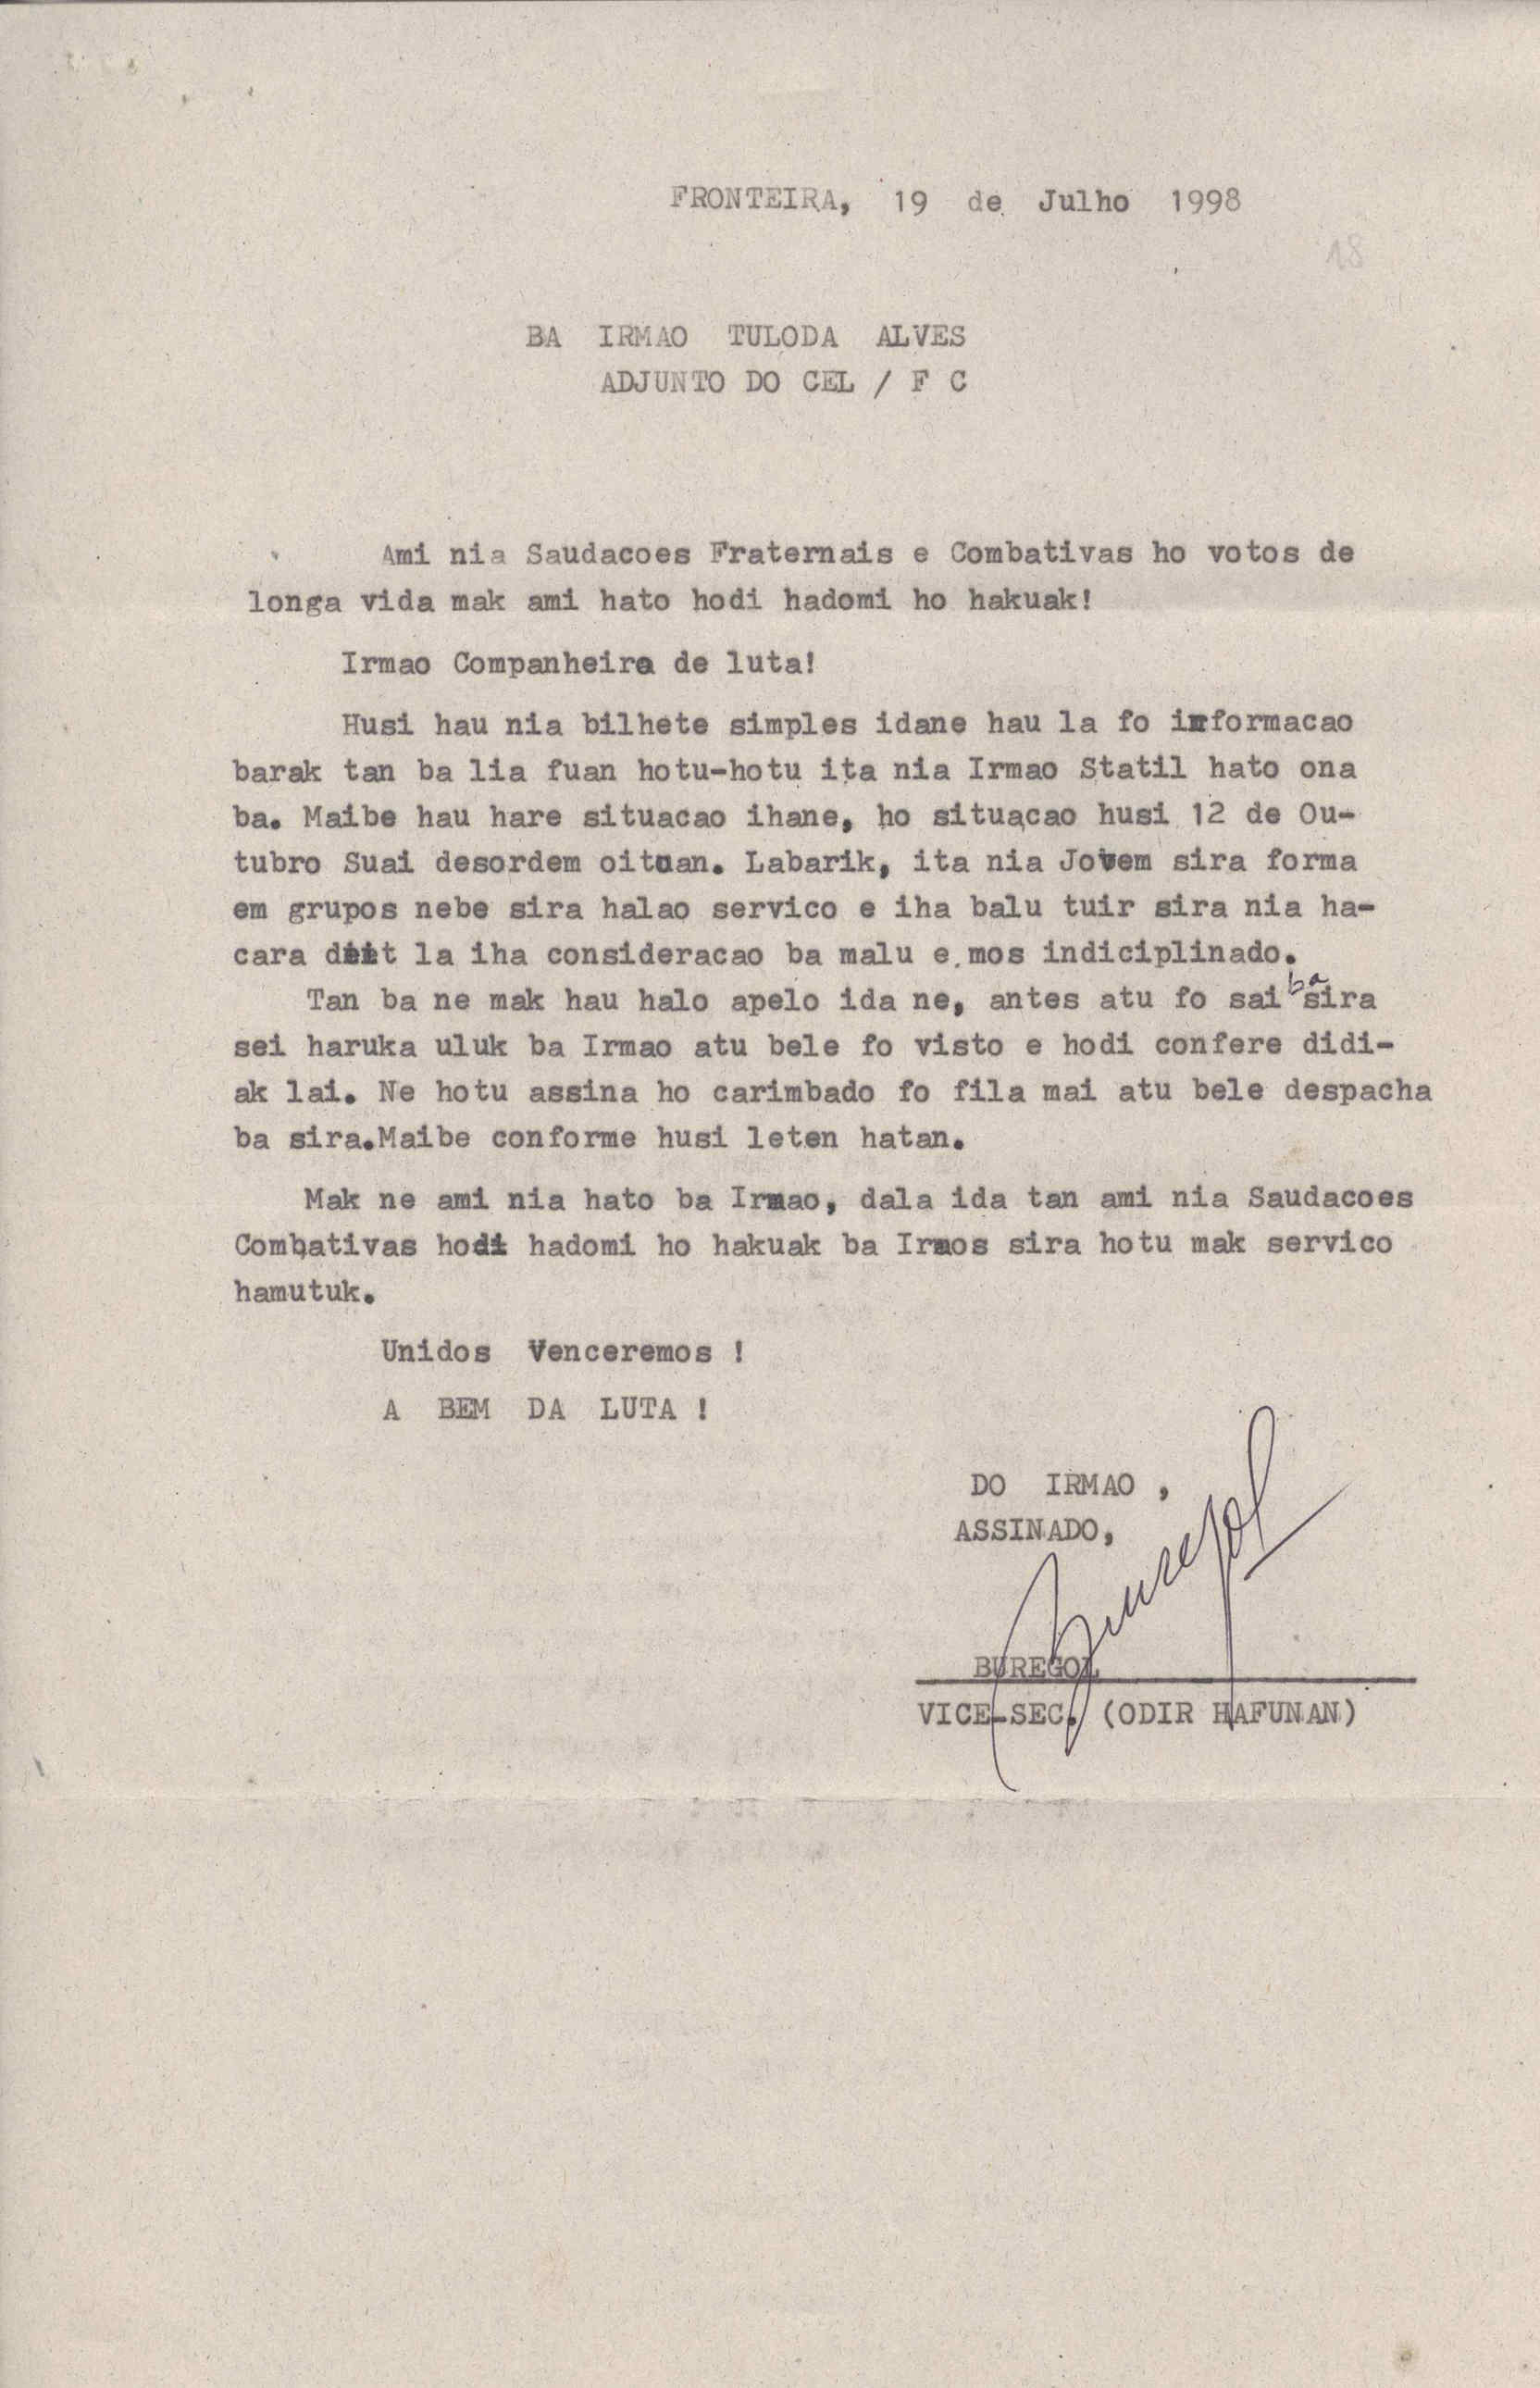 FRONTEIRA, 19 de Julho 1998
18
BA IRMAO TULODA ALVES
ADJUNTO DO CEL / F C
Ami nia Saudacoes Fraternais e Combativas ho votos de
longa vida mak ami hato hodi hadomi ho hakuak!
Irmao Companheiro de luta!
Husi hau nia bilhete simples idane hau la fo informacao
barak tan ba lia fuan hotu-hotu ita nia Irmao Statil hato ona
ba. Maibe hau hare situacao ihane, ho situacao husi 12 de Ou-
tubro Suai desordem oituan. Labarik, ita nia Jovem sira forma
em grupos nebe sira halao servico e iha balu tuir sira nia ha-
cara deit la iha consideracao ba malu e mos indiciplinado.
Tan ba ne mak hau halo apelo ida ne, antes atu fo sai ba sira
sei haruka uluk ba Irmao atu bele fo visto e hodi confere didi-
ak lai. Ne hotu assina ho carimbado fo fila mai atu bele despacha
ba sira.Maibe conforme husi leten hatan.
Mak ne ami nia hato ba Irmao, dala ida tan ami nia Saudacoes
Combativas hodi hadomi ho hakuak ba Irmos sira hotu mak servico
hamutuk.
Unidos Venceremos !
A BEM DA LUTA !
DO IRMAO ,
ASSINADO,
Buregol
BUREGOL
VICE-SEC. (ODIR HAFUNAN)